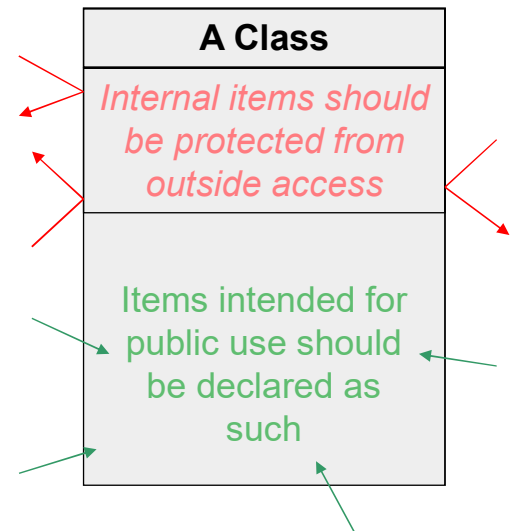 A Class
Internal items should
be protected from
outside access
Items intended for
public use should
be declared as
such